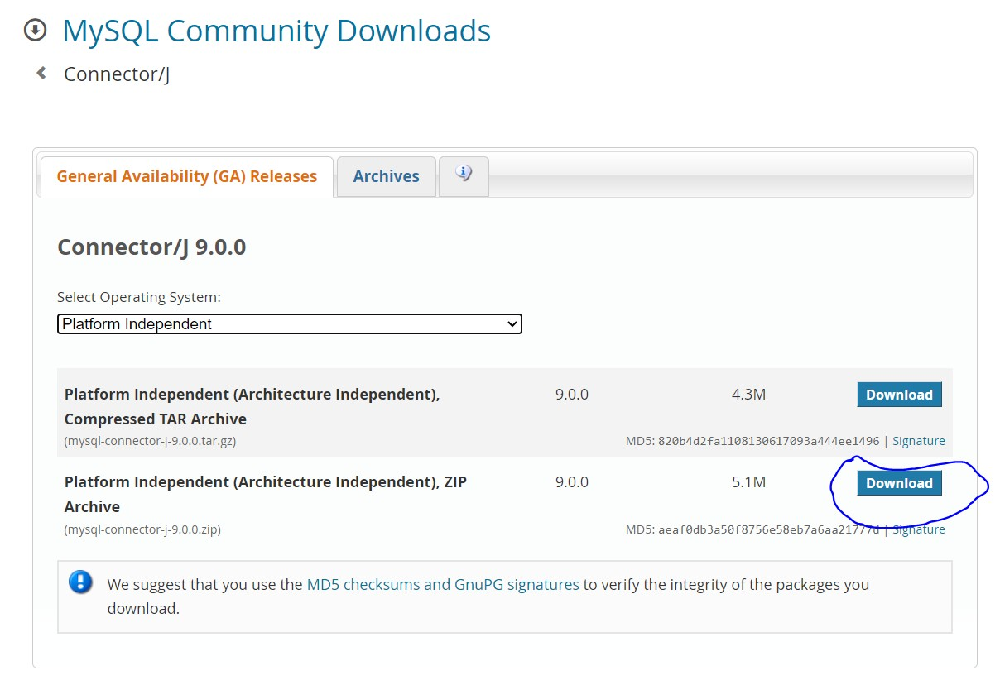 MySQL Community Downloads
Connector/J
General Availability (GA) Releases
Archives
Connector/J 9.0.0
Select Operating System:
Platform Independent
Platform Independent (Architecture Independent), 9.0.0 4.3M Download
Compressed TAR Archive
(mysql-connector-j-9.0.0.tar.gz) MD5: 820b4d2fa1108130617093a444ee1496 | Signature
Platform Independent (Architecture Independent), ZIP 9.0.0 5.1M Download
Archive
(mysql-connector-j-9.0.0.zip) MD5: aeaf0db3a50f8756e58eb7a6aa21777d | Signature
We suggest that you use the MD5 checksums and GnuPG signatures to verify the integrity of the packages you
download.